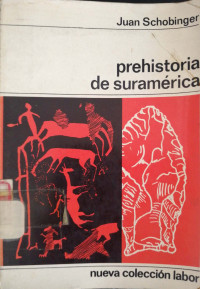 Juan Schobinger
prehistoria
de suramérica
nueva colección labor